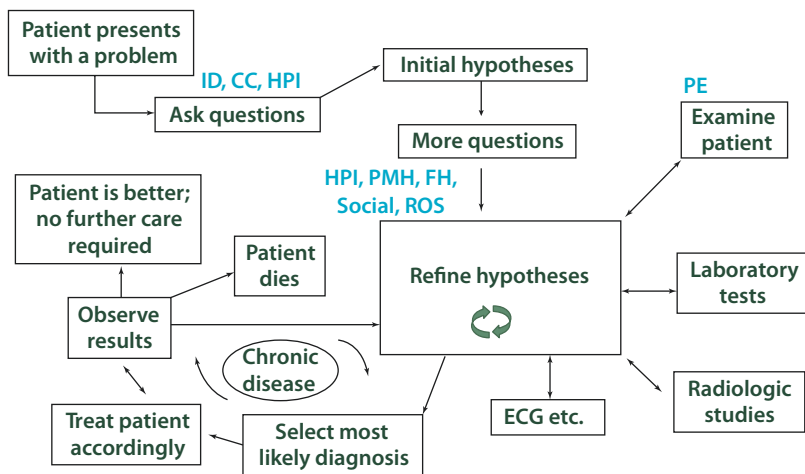 Patient presents
with a problem
ID, CC, HPI
Ask questions
Initial hypotheses
More questions
HPI, PMH, FH,
Social, ROS
PE
Examine
patient
Patient is better;
no further care
required
Patient
dies
Refine hypotheses
Laboratory
tests
Observe
results
Chronic
disease
Treat patient
accordingly
Select most
likely diagnosis
ECG etc.
Radiologic
studies